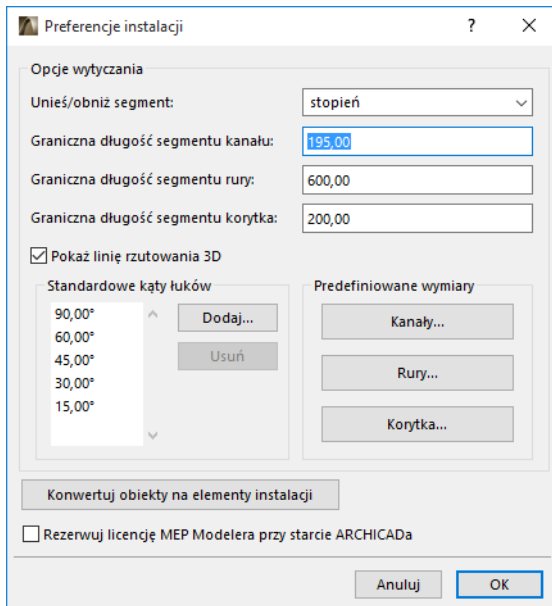 Preferencje instalacji
Opcje wytyczania
Unieś/obniż segment: stopień
Graniczna długość segmentu kanału: 195,00
Graniczna długość segmentu rury: 600,00
Graniczna długość segmentu korytka: 200,00
Pokaż linię rzutowania 3D
Standardowe kąty łuków
90,00°
60,00°
45,00°
30,00°
15,00°
Dodaj...
Usuń
Predefiniowane wymiary
Kanały...
Rury...
Korytka...
Konwertuj obiekty na elementy instalacji
Rezerwuj licencję MEP Modelera przy starcie ARCHICADa
Anuluj
OK